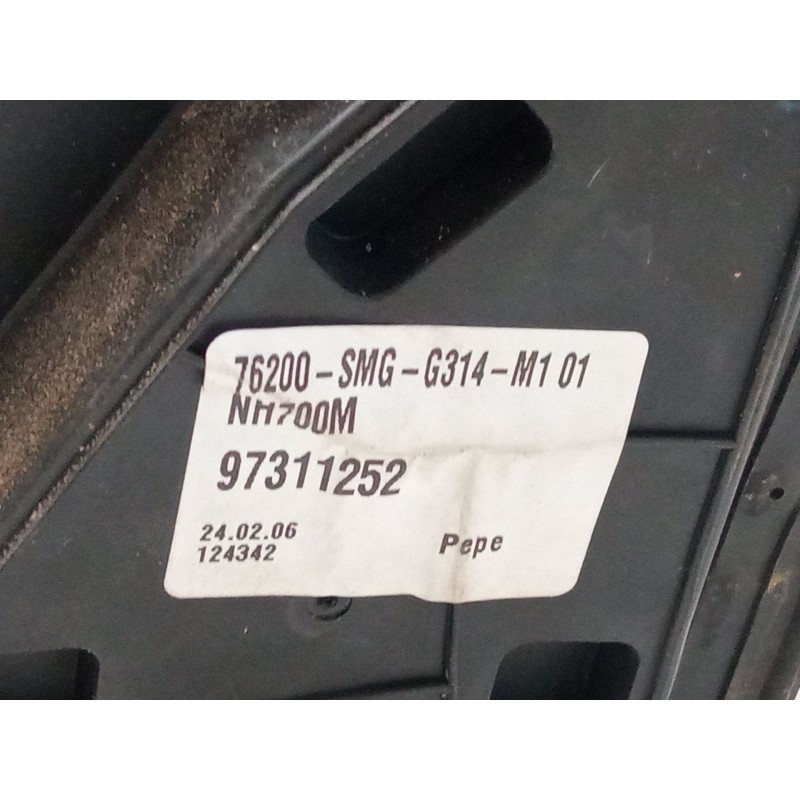 76200-SMG-G314-M1 01
NH700M
97311252
24.02.06
124342
Pepe